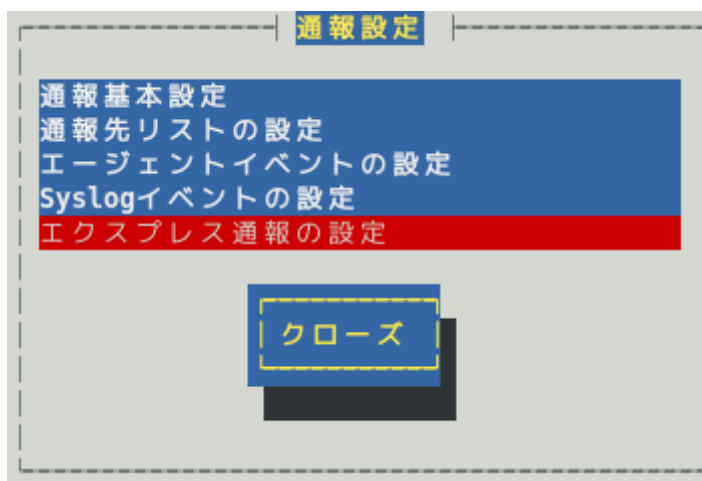 通報設定
通報基本設定
通報先リストの設定
エージェントイベントの設定
Syslogイベントの設定
エクスプレス通報の設定
クローズ